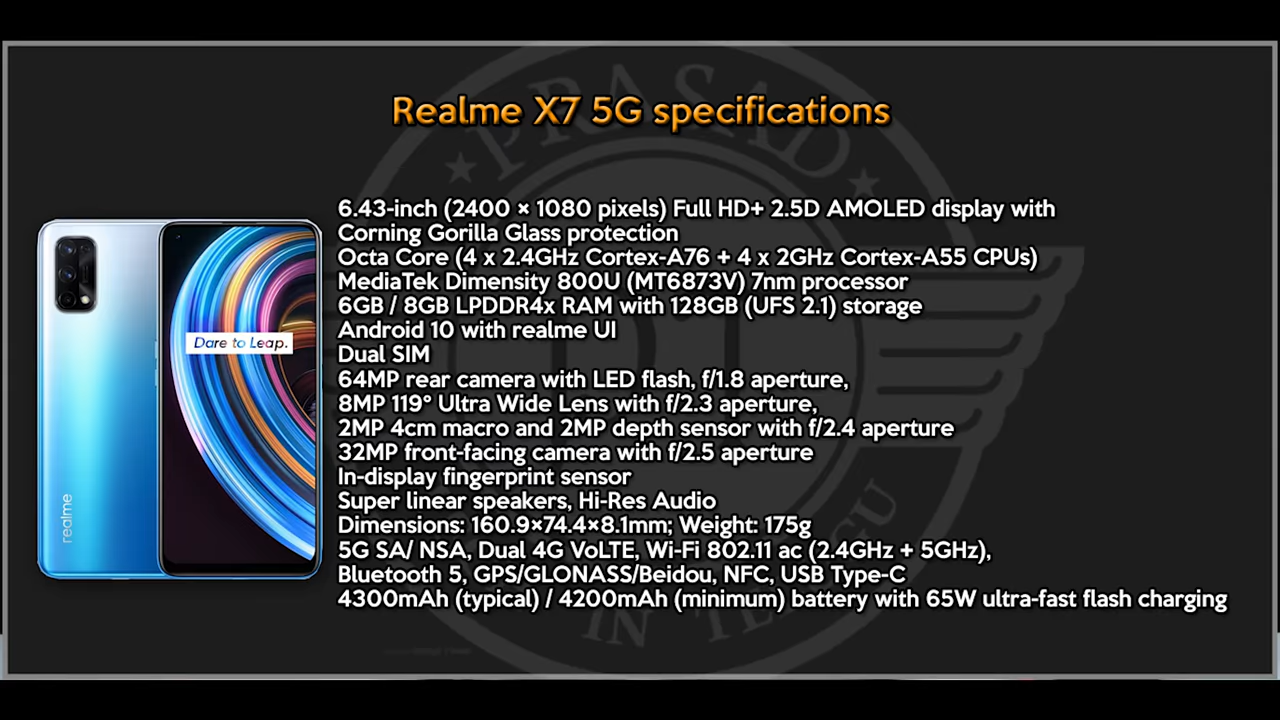 Realme X7 5G specifications
6.43-inch (2400 × 1080 pixels) Full HD+ 2.5D AMOLED display with
Corning Gorilla Glass protection
Octa Core (4 x 2.4GHz Cortex-A76 + 4 x 2GHz Cortex-A55 CPUs)
MediaTek Dimensity 800U (MT6873V) 7nm processor
6GB / 8GB LPDDR4x RAM with 128GB (UFS 2.1) storage
Android 10 with realme UI
Dual SIM
64MP rear camera with LED flash, f/1.8 aperture,
8MP 119° Ultra Wide Lens with f/2.3 aperture,
2MP 4cm macro and 2MP depth sensor with f/2.4 aperture
32MP front-facing camera with f/2.5 aperture
In-display fingerprint sensor
Super linear speakers, Hi-Res Audio
Dimensions: 160.9×74.4×8.1mm; Weight: 175g
5G SA/ NSA, Dual 4G VoLTE, Wi-Fi 802.11 ac (2.4GHz + 5GHz),
Bluetooth 5, GPS/GLONASS/Beidou, NFC, USB Type-C
4300mAh (typical) / 4200mAh (minimum) battery with 65W ultra-fast flash charging
Dare to Leap.
realme
PRASAD
IN TELUGU